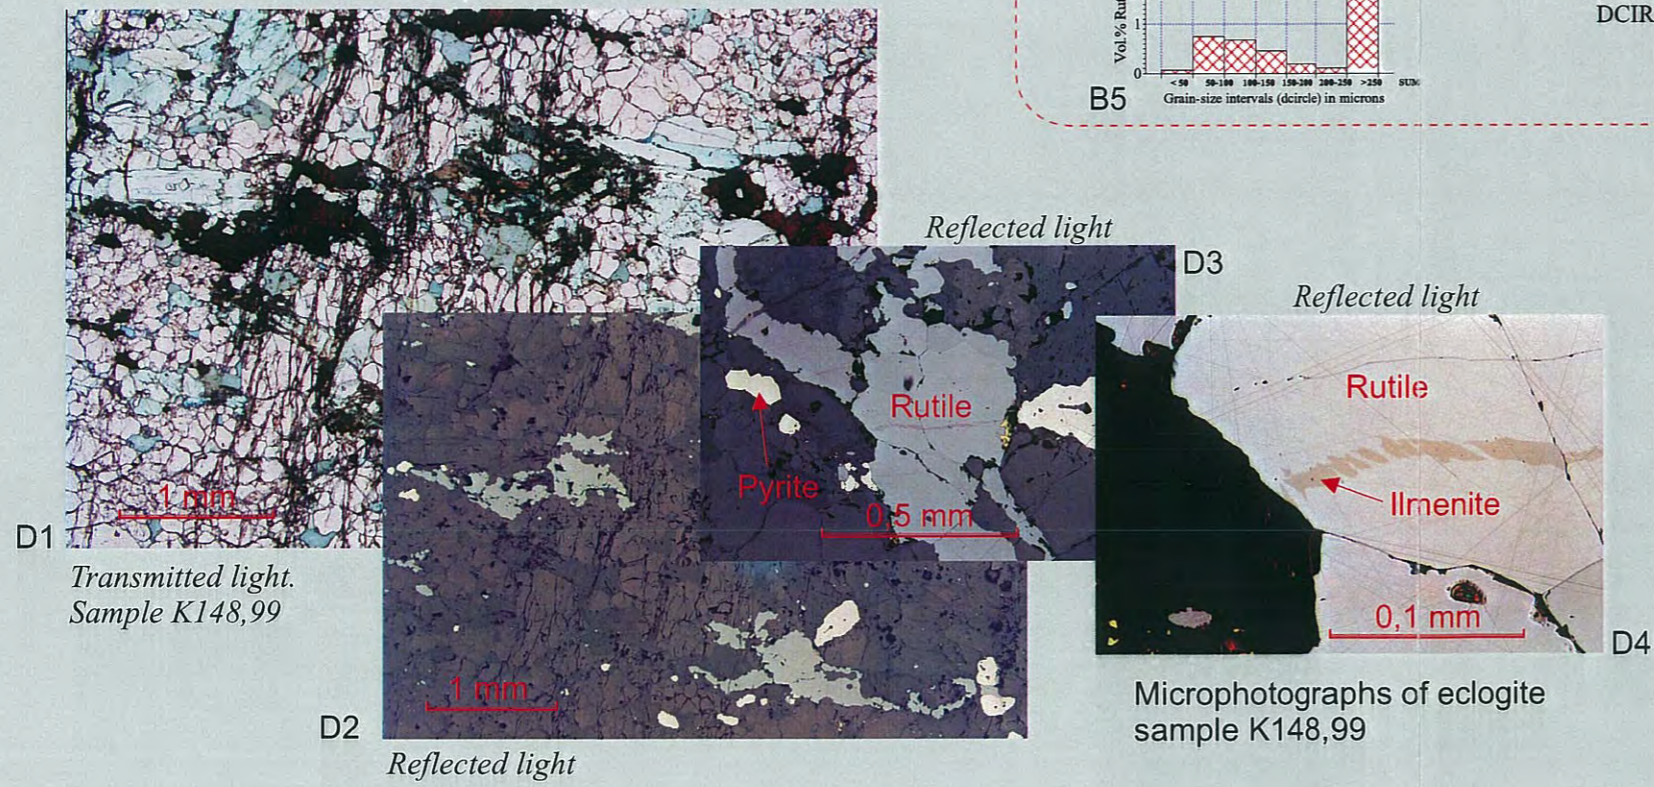 Vol.% Rut
1
0
< 50 50-100 100-150 150-200 200-250 >250 SUM
Grain-size intervals (dcircle) in microns
B5
DCIR
Reflected light
D3
Reflected light
Rutile
Pyrite
0,5 mm
Rutile
Ilmenite
0,1 mm
D4
1 mm
D1
Transmitted light.
Sample K148,99
1 mm
D2
Reflected light
Microphotographs of eclogite
sample K148,99